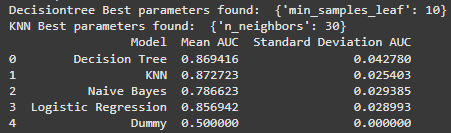 Decisiontree Best parameters found:  {'min_samples_leaf': 10}
KNN Best parameters found:  {'n_neighbors': 30}
Model  Mean AUC  Standard Deviation AUC
0  Decision Tree  0.869416  0.042780
1  KNN  0.872723  0.025403
2  Naive Bayes  0.786623  0.029385
3  Logistic Regression  0.856942  0.028993
4  Dummy  0.500000  0.000000